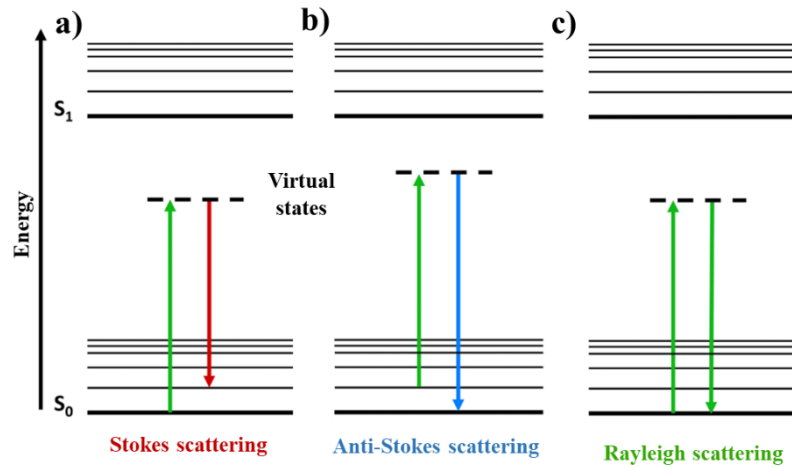 a)
b)
c)
S1
Virtual
states
Energy
S0
Stokes scattering
Anti-Stokes scattering
Rayleigh scattering